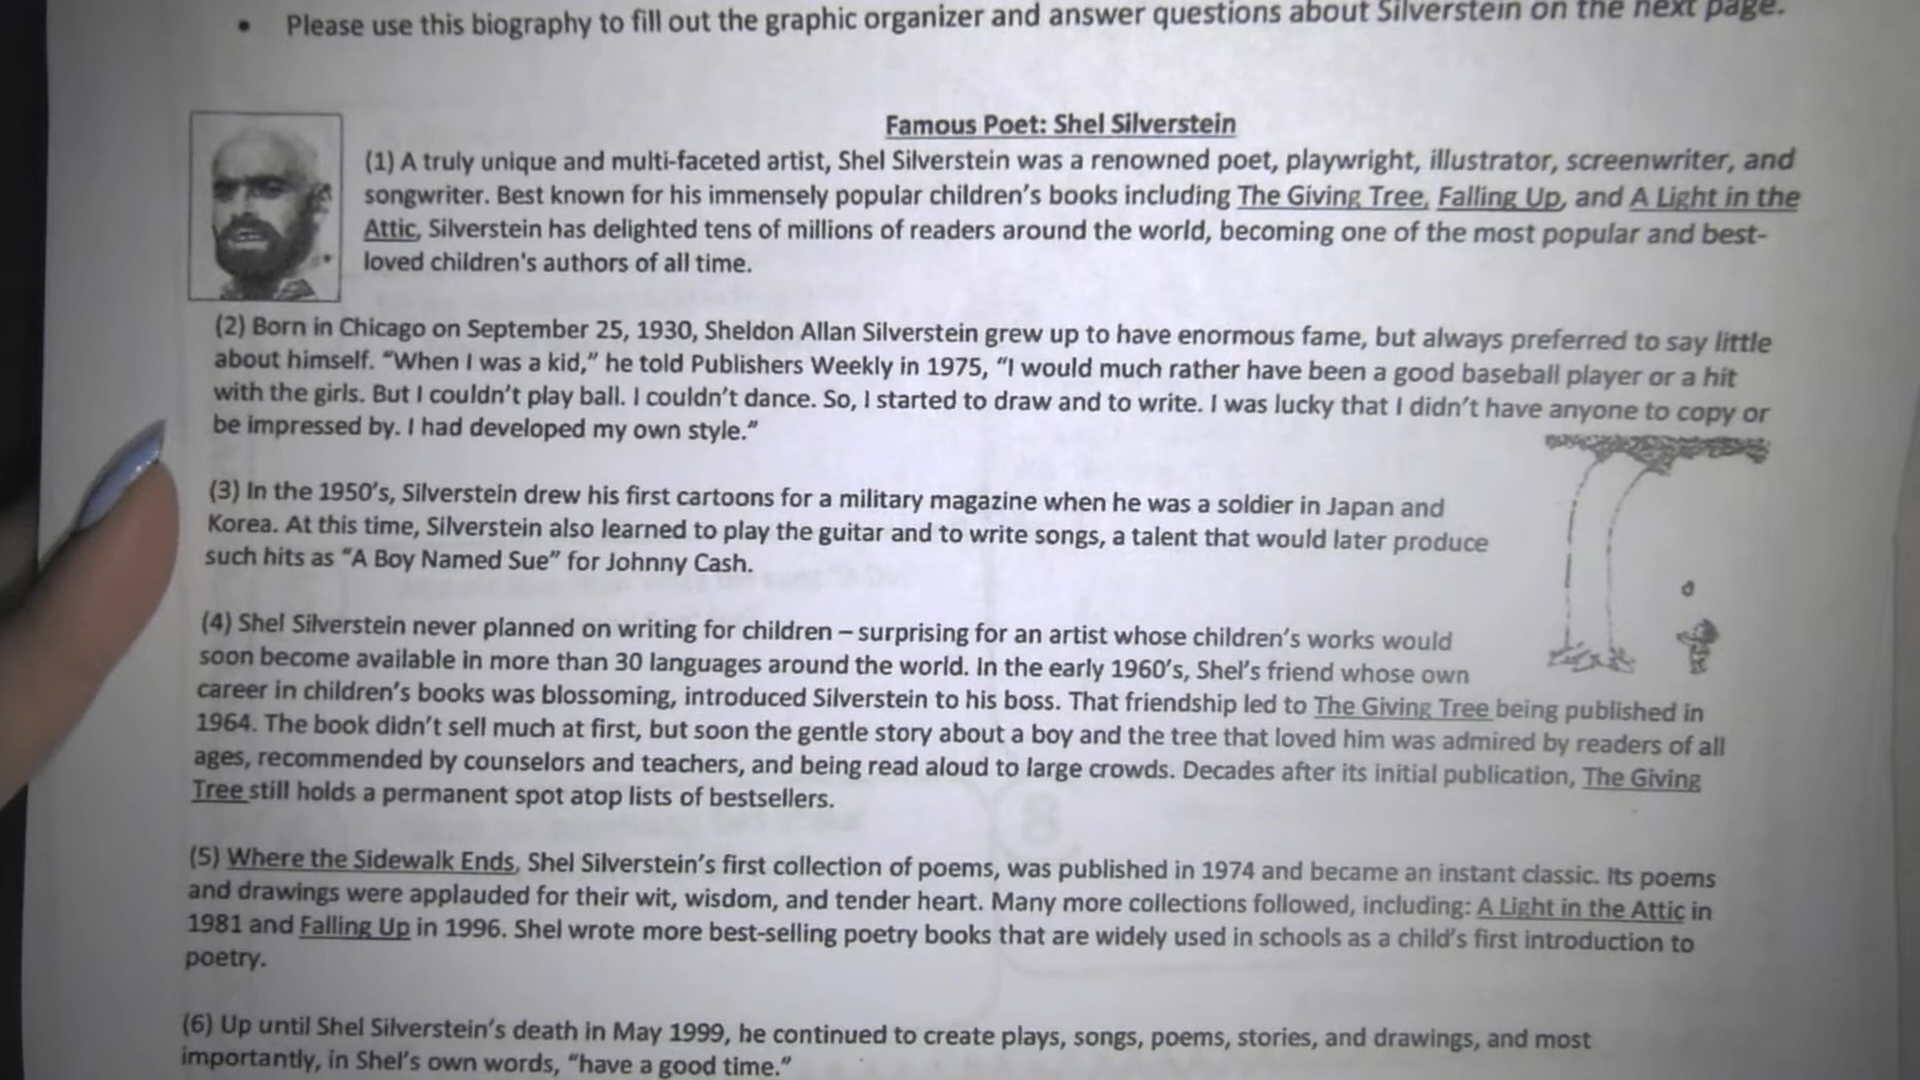 • Please use this biography to fill out the graphic organizer and answer questions about Silverstein on the next page.
Famous Poet: Shel Silverstein
(1) A truly unique and multi-faceted artist, Shel Silverstein was a renowned poet, playwright, illustrator, screenwriter, and
songwriter. Best known for his immensely popular children's books including The Giving Tree, Falling Up, and A Light in the
Attic, Silverstein has delighted tens of millions of readers around the world, becoming one of the most popular and best-
loved children's authors of all time.
(2) Born in Chicago on September 25, 1930, Sheldon Allan Silverstein grew up to have enormous fame, but always preferred to say little
about himself. "When I was a kid," he told Publishers Weekly in 1975, "I would much rather have been a good baseball player or a hit
with the girls. But I couldn't play ball. I couldn't dance. So, I started to draw and to write. I was lucky that I didn't have anyone to copy or
be impressed by. I had developed my own style."
(3) In the 1950's, Silverstein drew his first cartoons for a military magazine when he was a soldier in Japan and
Korea. At this time, Silverstein also learned to play the guitar and to write songs, a talent that would later produce
such hits as "A Boy Named Sue" for Johnny Cash.
(4) Shel Silverstein never planned on writing for children – surprising for an artist whose children's works would
soon become available in more than 30 languages around the world. In the early 1960's, Shel's friend whose own
career in children's books was blossoming, introduced Silverstein to his boss. That friendship led to The Giving Tree being published in
1964. The book didn't sell much at first, but soon the gentle story about a boy and the tree that loved him was admired by readers of all
ages, recommended by counselors and teachers, and being read aloud to large crowds. Decades after its initial publication, The Giving
Tree still holds a permanent spot atop lists of bestsellers.
(5) Where the Sidewalk Ends, Shel Silverstein's first collection of poems, was published in 1974 and became an instant classic. Its poems
and drawings were applauded for their wit, wisdom, and tender heart. Many more collections followed, including: A Light in the Attic in
1981 and Falling Up in 1996. Shel wrote more best-selling poetry books that are widely used in schools as a child's first introduction to
poetry.
(6) Up until Shel Silverstein's death in May 1999, he continued to create plays, songs, poems, stories, and drawings, and most
importantly, in Shel's own words, "have a good time."